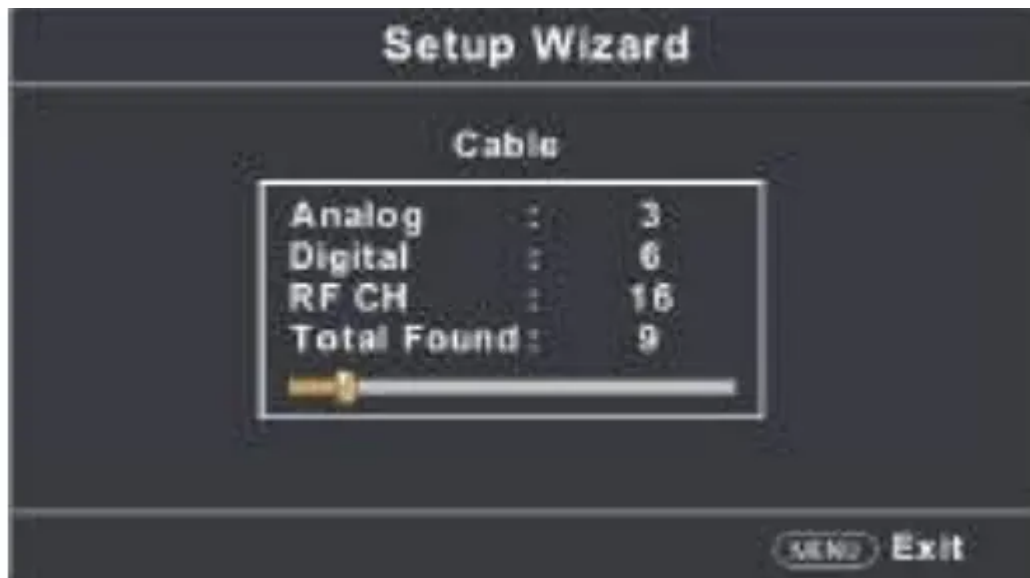 Setup Wizard
Cable
Analog : 3
Digital : 6
RF CH : 16
Total Found : 9
MENU Exit